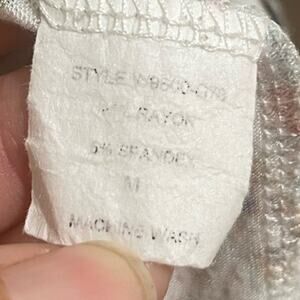 STYLE
RAYON
5% SPANDEX
M
MACHINE WASH